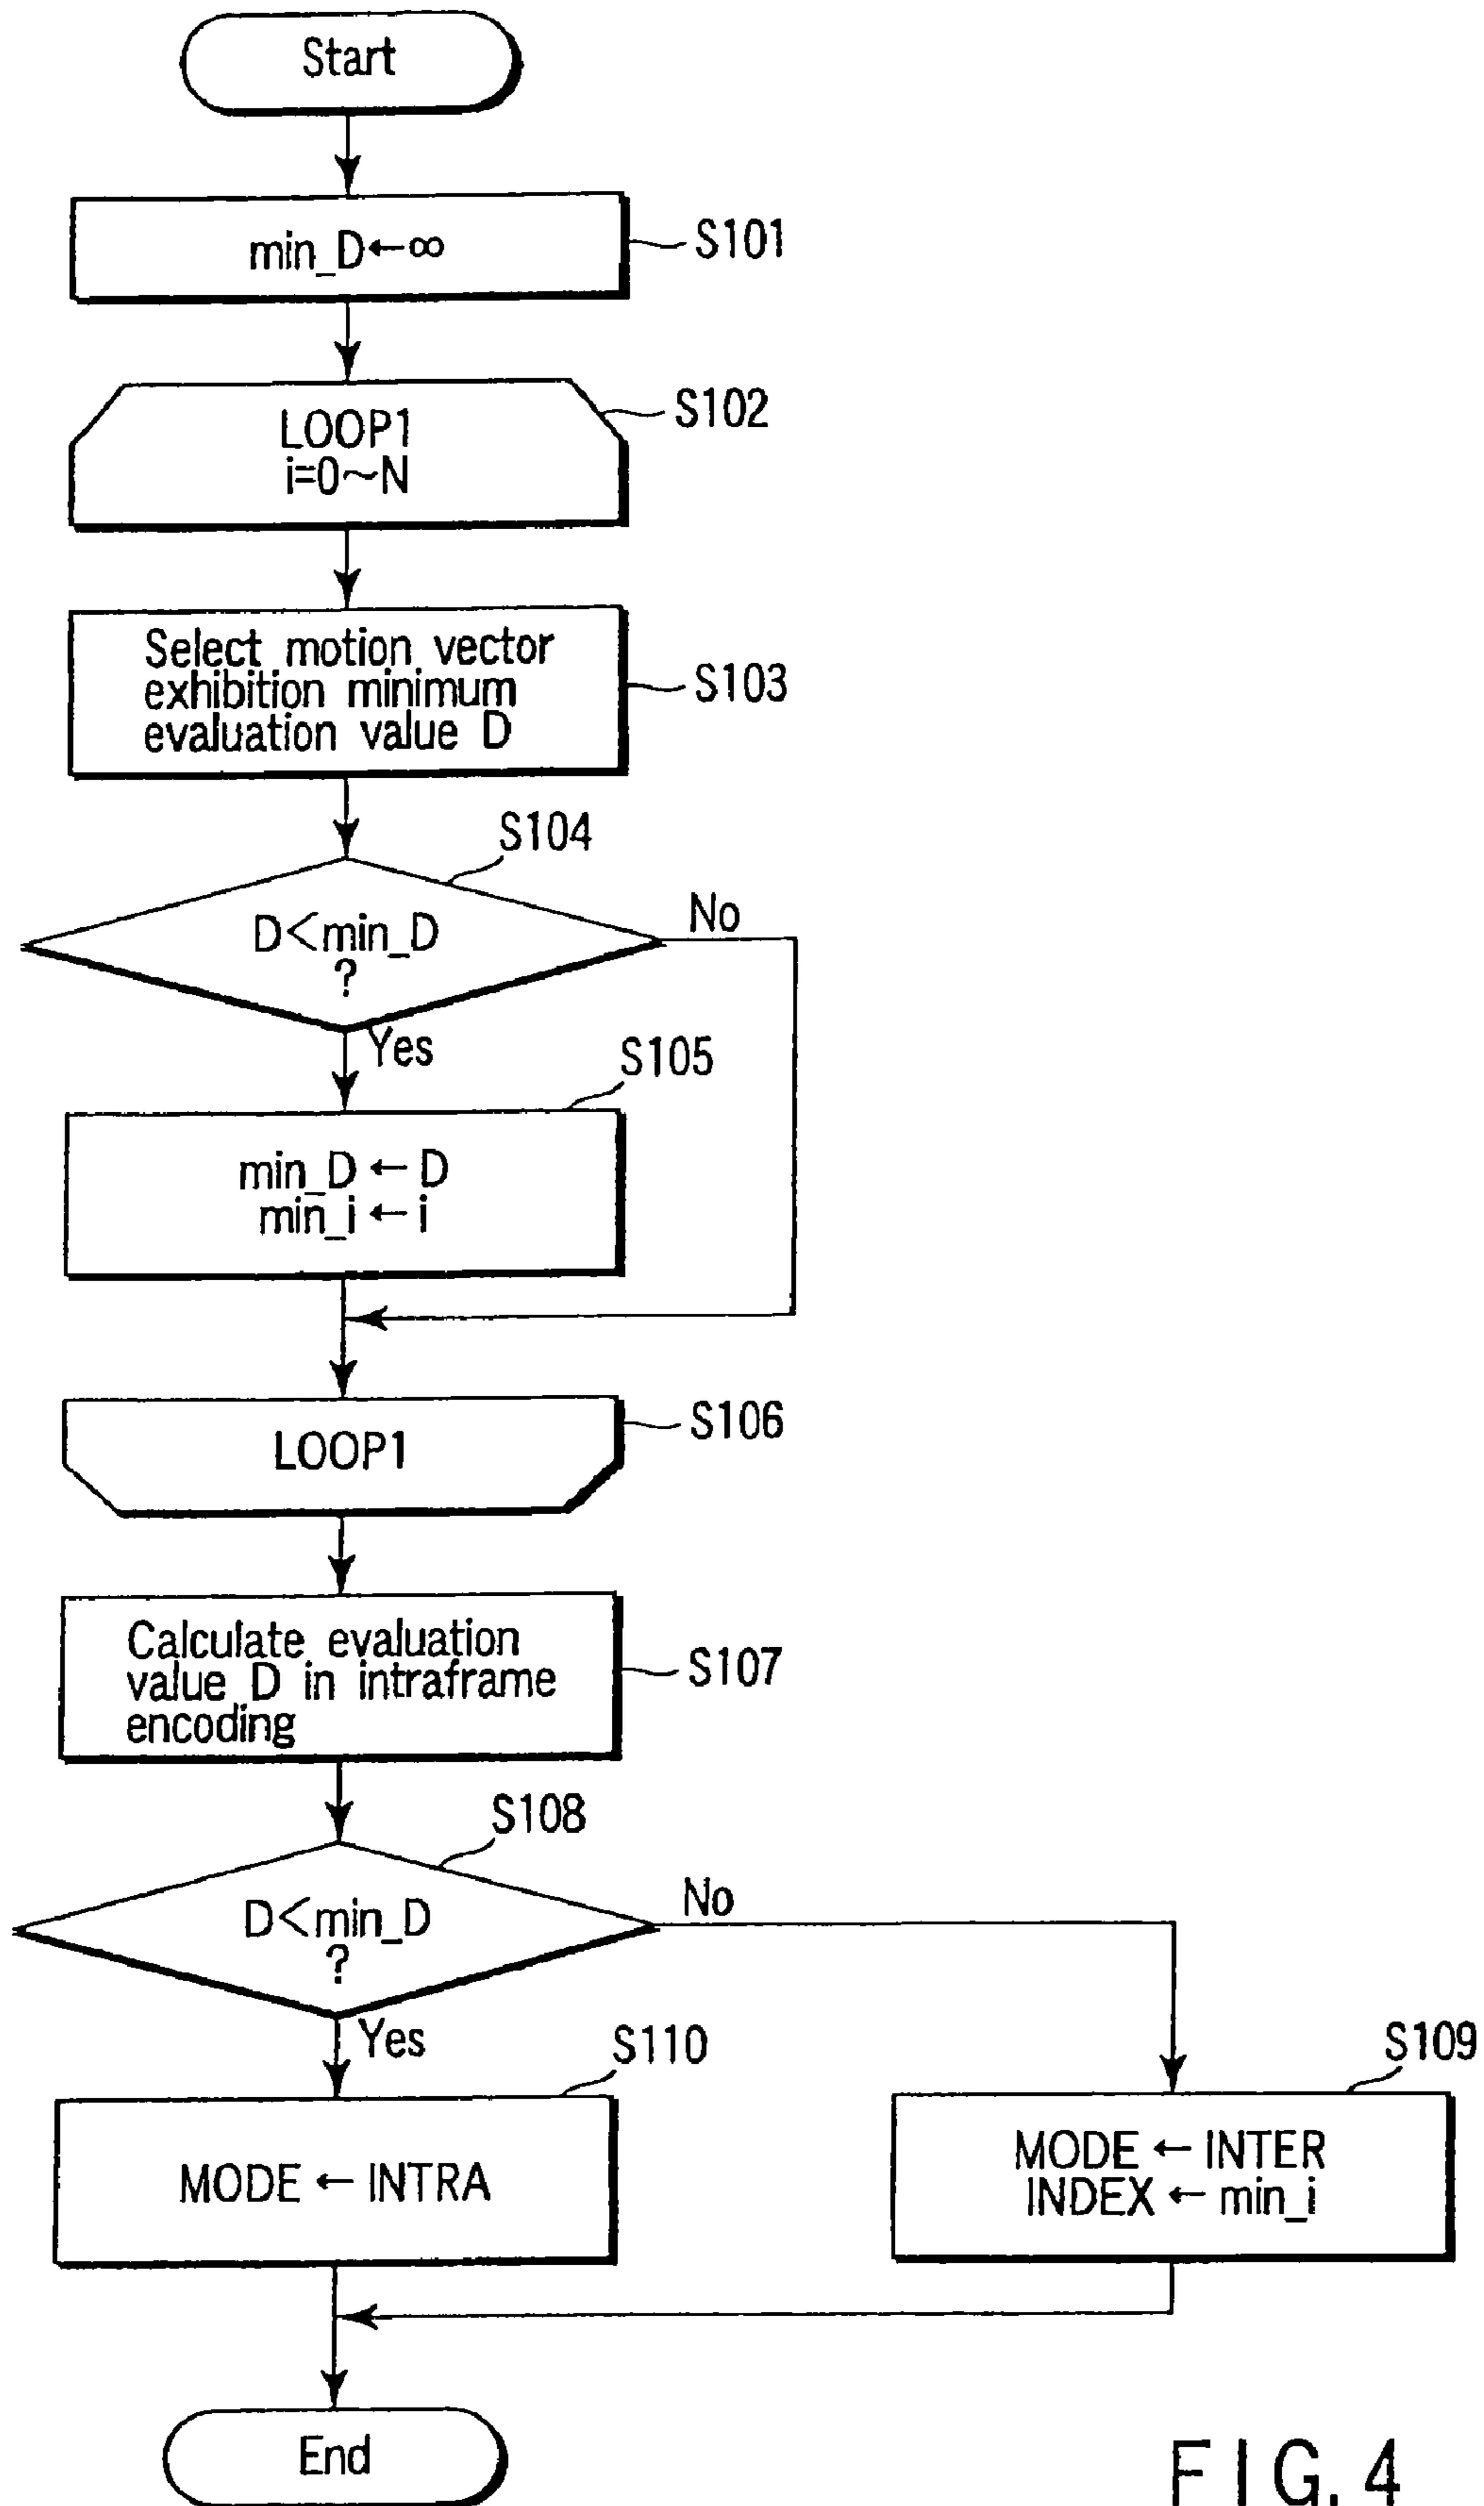 Start
min_D←∞
S101
LOOP1
i=0~N
S102
Select motion vector
exhibition minimum
evaluation value D
S103
S104
D<min_D
?
No
Yes
S105
min_D ← D
min_i ← i
LOOP1
S106
Calculate evaluation
value D in intraframe
encoding
S107
S108
D<min_D
?
No
Yes
S110
S109
MODE ← INTRA
MODE ← INTER
INDEX ← min_i
End
FIG. 4